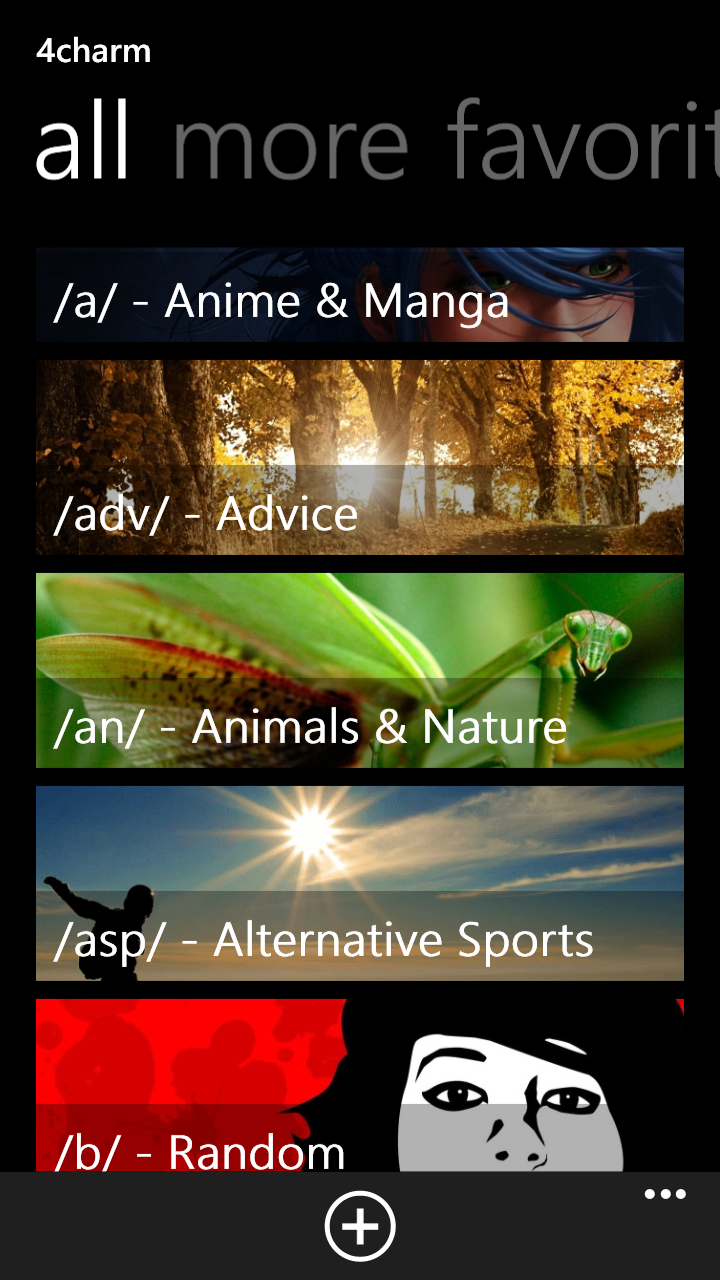 4charm
all more favorit
/a/ - Anime & Manga
/adv/ - Advice
/an/ - Animals & Nature
/asp/ - Alternative Sports
/b/ - Random